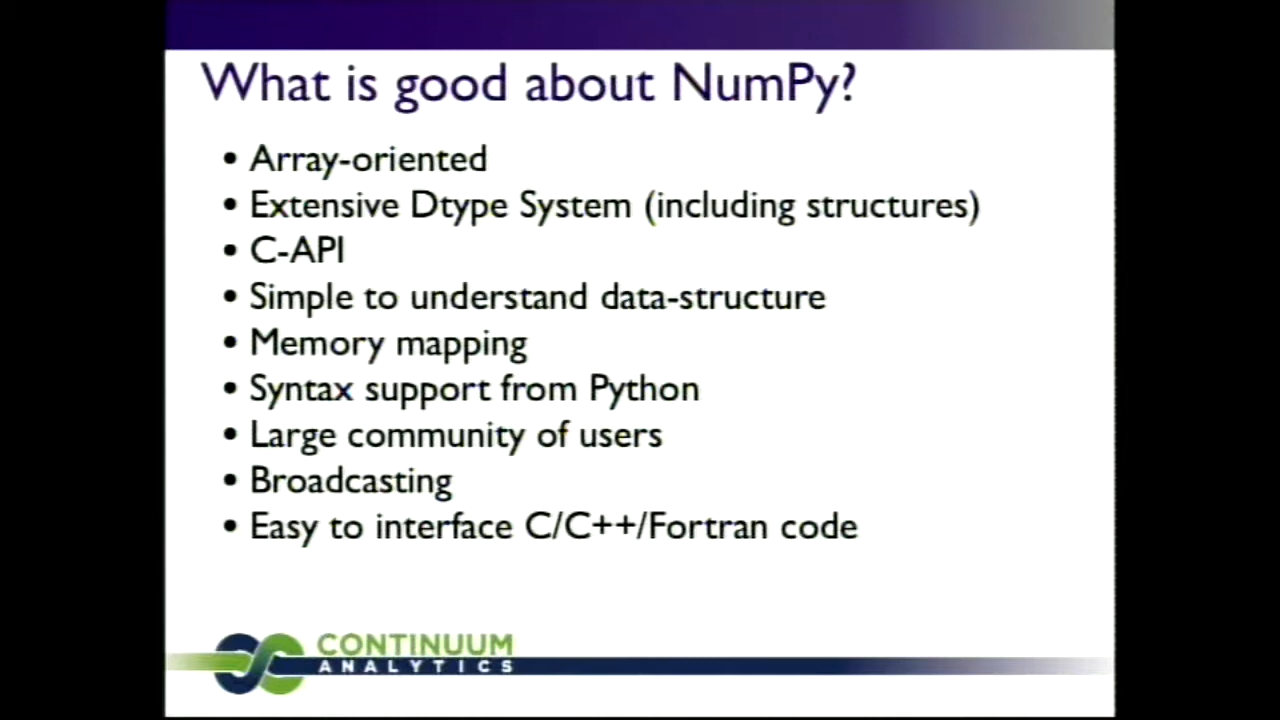 What is good about NumPy?
• Array-oriented
• Extensive Dtype System (including structures)
• C-API
• Simple to understand data-structure
• Memory mapping
• Syntax support from Python
• Large community of users
• Broadcasting
• Easy to interface C/C++/Fortran code
CONTINUUM
ANALYTICS